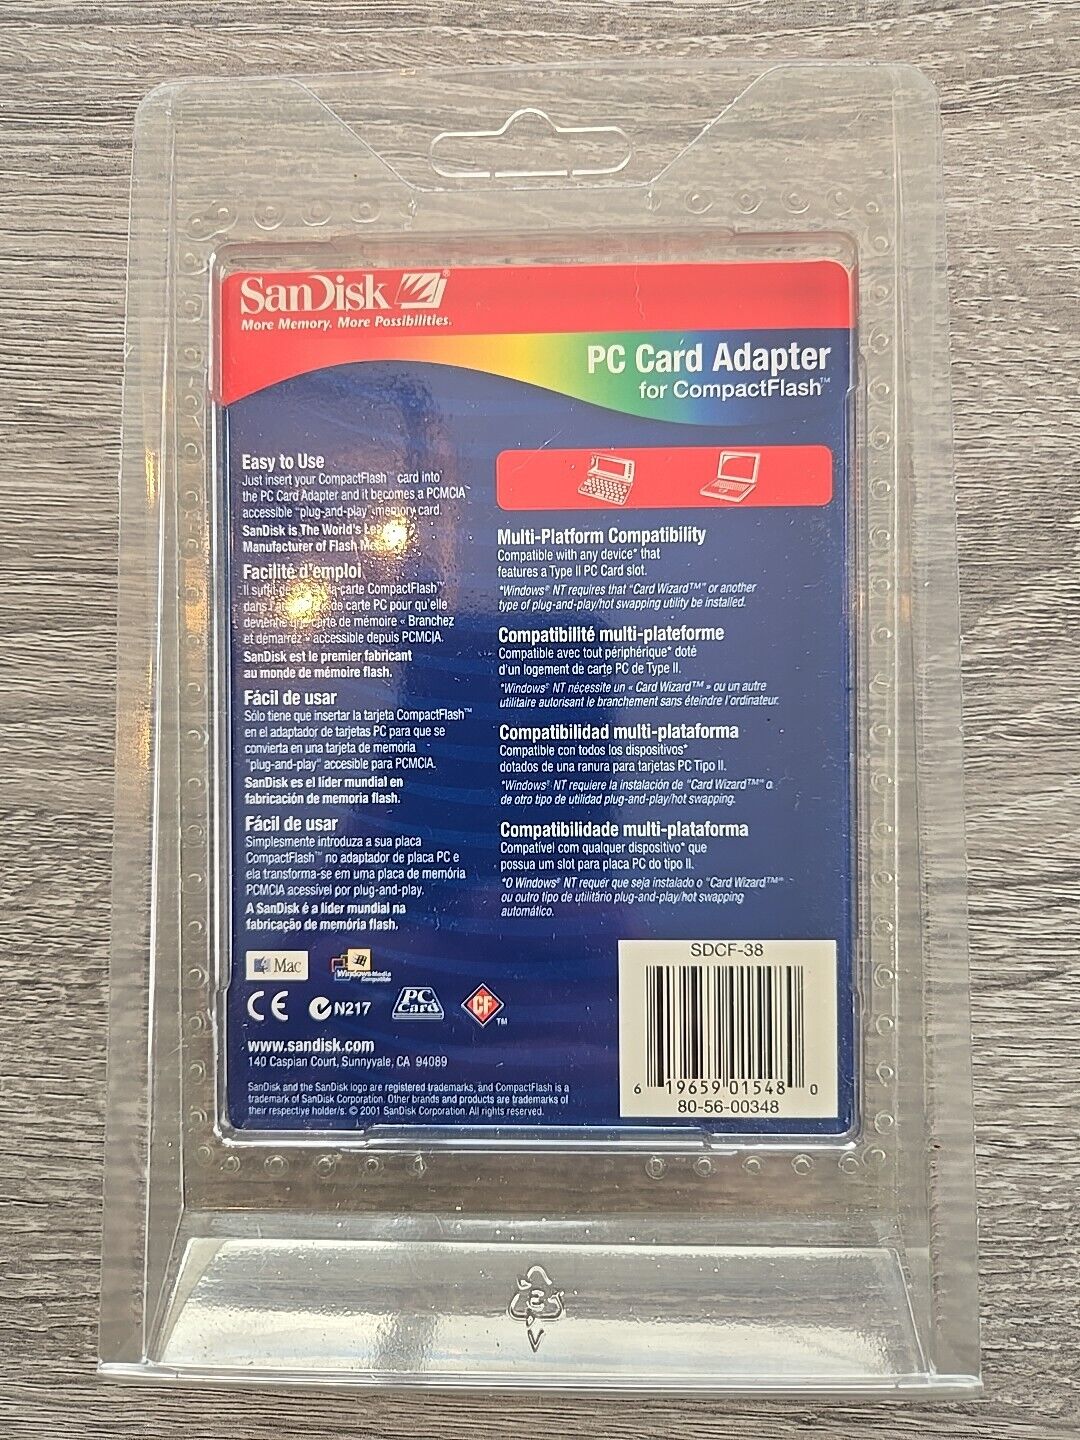 SanDisk ®
More Memory. More Possibilities.
PC Card Adapter
for CompactFlash™
Easy to Use
Just insert your CompactFlash™ card into
the PC Card Adapter and it becomes a PCMCIA
accessible "plug-and-play" memory card.
SanDisk is The World's
Manufacturer of Flash
Facilité d'emploi
Il carte CompactFlash™
dans de carte PC pour qu'elle
devienne une carte de mémoire « Branchez
et démarrez » accessible depuis PCMCIA.
SanDisk est le premier fabricant
au monde de mémoire flash.
Fácil de usar
Sólo tiene que insertar la tarjeta CompactFlash™
en el adaptador de tarjetas PC para que se
convierta en una tarjeta de memoria
"plug-and-play" accesible para PCMCIA.
SanDisk es el líder mundial en
fabricación de memoria flash.
Fácil de usar
Simplesmente introduza a sua placa
CompactFlash™ no adaptador de placa PC e
ela transforma-se em uma placa de memória
PCMCIA acessível por plug-and-play.
A SanDisk é a líder mundial na
fabricação de memória flash.
Multi-Platform Compatibility
Compatible with any device* that
features a Type II PC Card slot.
*Windows® NT requires that "Card Wizard™" or another
type of plug-and-play/hot swapping utility be installed.
Compatibilité multi-plateforme
Compatible avec tout périphérique* doté
d'un logement de carte PC de Type II.
*Windows® NT nécessite un « Card Wizard™ » ou un autre
utilitaire autorisant le branchement sans éteindre l'ordinateur.
Compatibilidad multi-plataforma
Compatible con todos los dispositivos*
dotados de una ranura para tarjetas PC Tipo II.
*Windows® NT requiere la instalación de "Card Wizard™" o
de otro tipo de utilidad plug-and-play/hot swapping.
Compatibilidade multi-plataforma
Compatível com qualquer dispositivo* que
possua um slot para placa PC do tipo II.
*O Windows® NT requer que seja instalado o "Card Wizard™"
ou outro tipo de utilitário plug-and-play/hot swapping
automático.
Mac
Windows Media
Compatible
CE N217 PC Card CF™
www.sandisk.com
140 Caspian Court, Sunnyvale, CA 94089
SanDisk and the SanDisk logo are registered trademarks, and CompactFlash is a
trademark of SanDisk Corporation. Other brands and products are trademarks of
their respective holder/s. © 2001 SanDisk Corporation. All rights reserved.
SDCF-38
6 19659 01548 0
80-56-00348
3
V